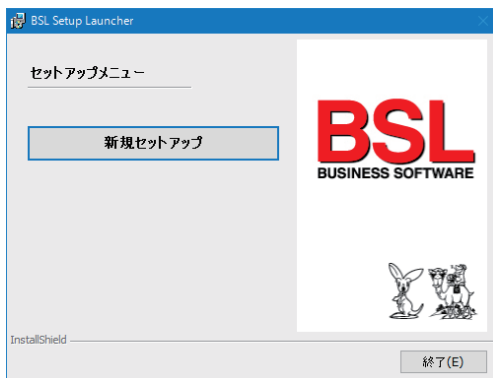 BSL Setup Launcher
セットアップメニュー
新規セットアップ
BSL
BUSINESS SOFTWARE
InstallShield
終了(E)